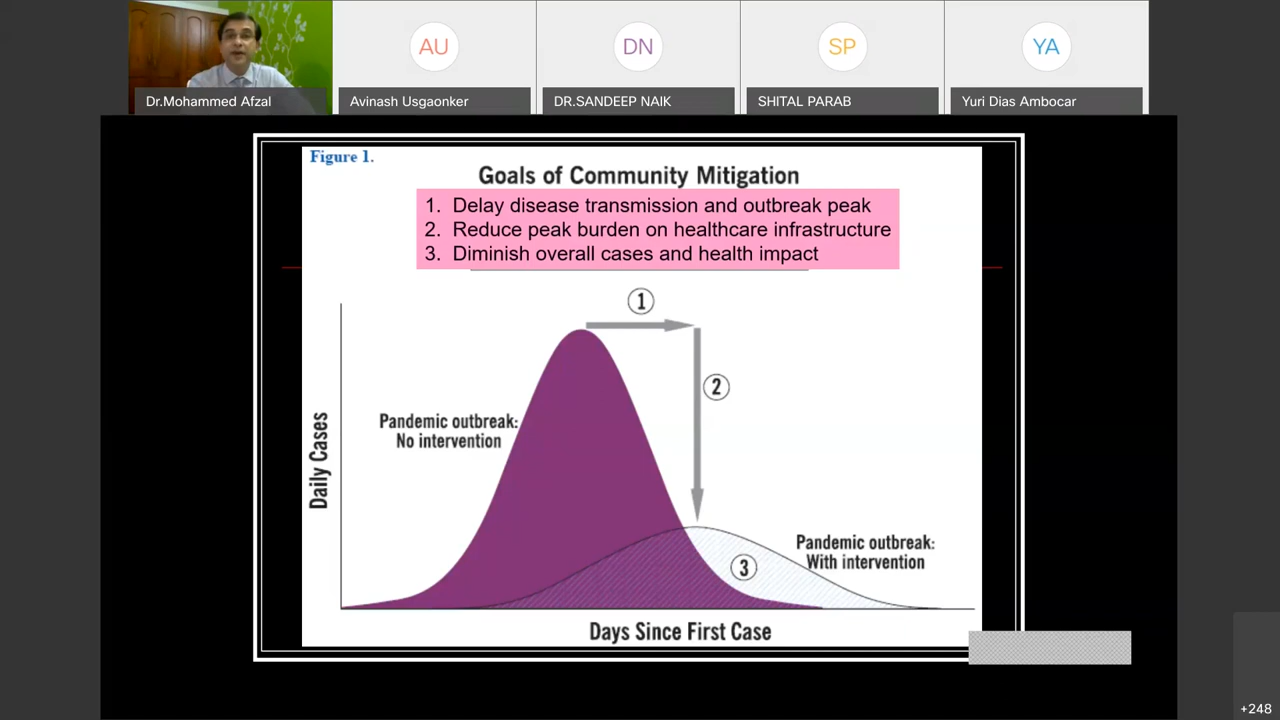 AU
DN
SP
YA
Dr.Mohammed Afzal
Avinash Usgaonker
DR.SANDEEP NAIK
SHITAL PARAB
Yuri Dias Ambocar
Figure 1.
Goals of Community Mitigation
1. Delay disease transmission and outbreak peak
2. Reduce peak burden on healthcare infrastructure
3. Diminish overall cases and health impact
1
2
Pandemic outbreak:
No intervention
Daily Cases
Pandemic outbreak:
With intervention
3
Days Since First Case
+248